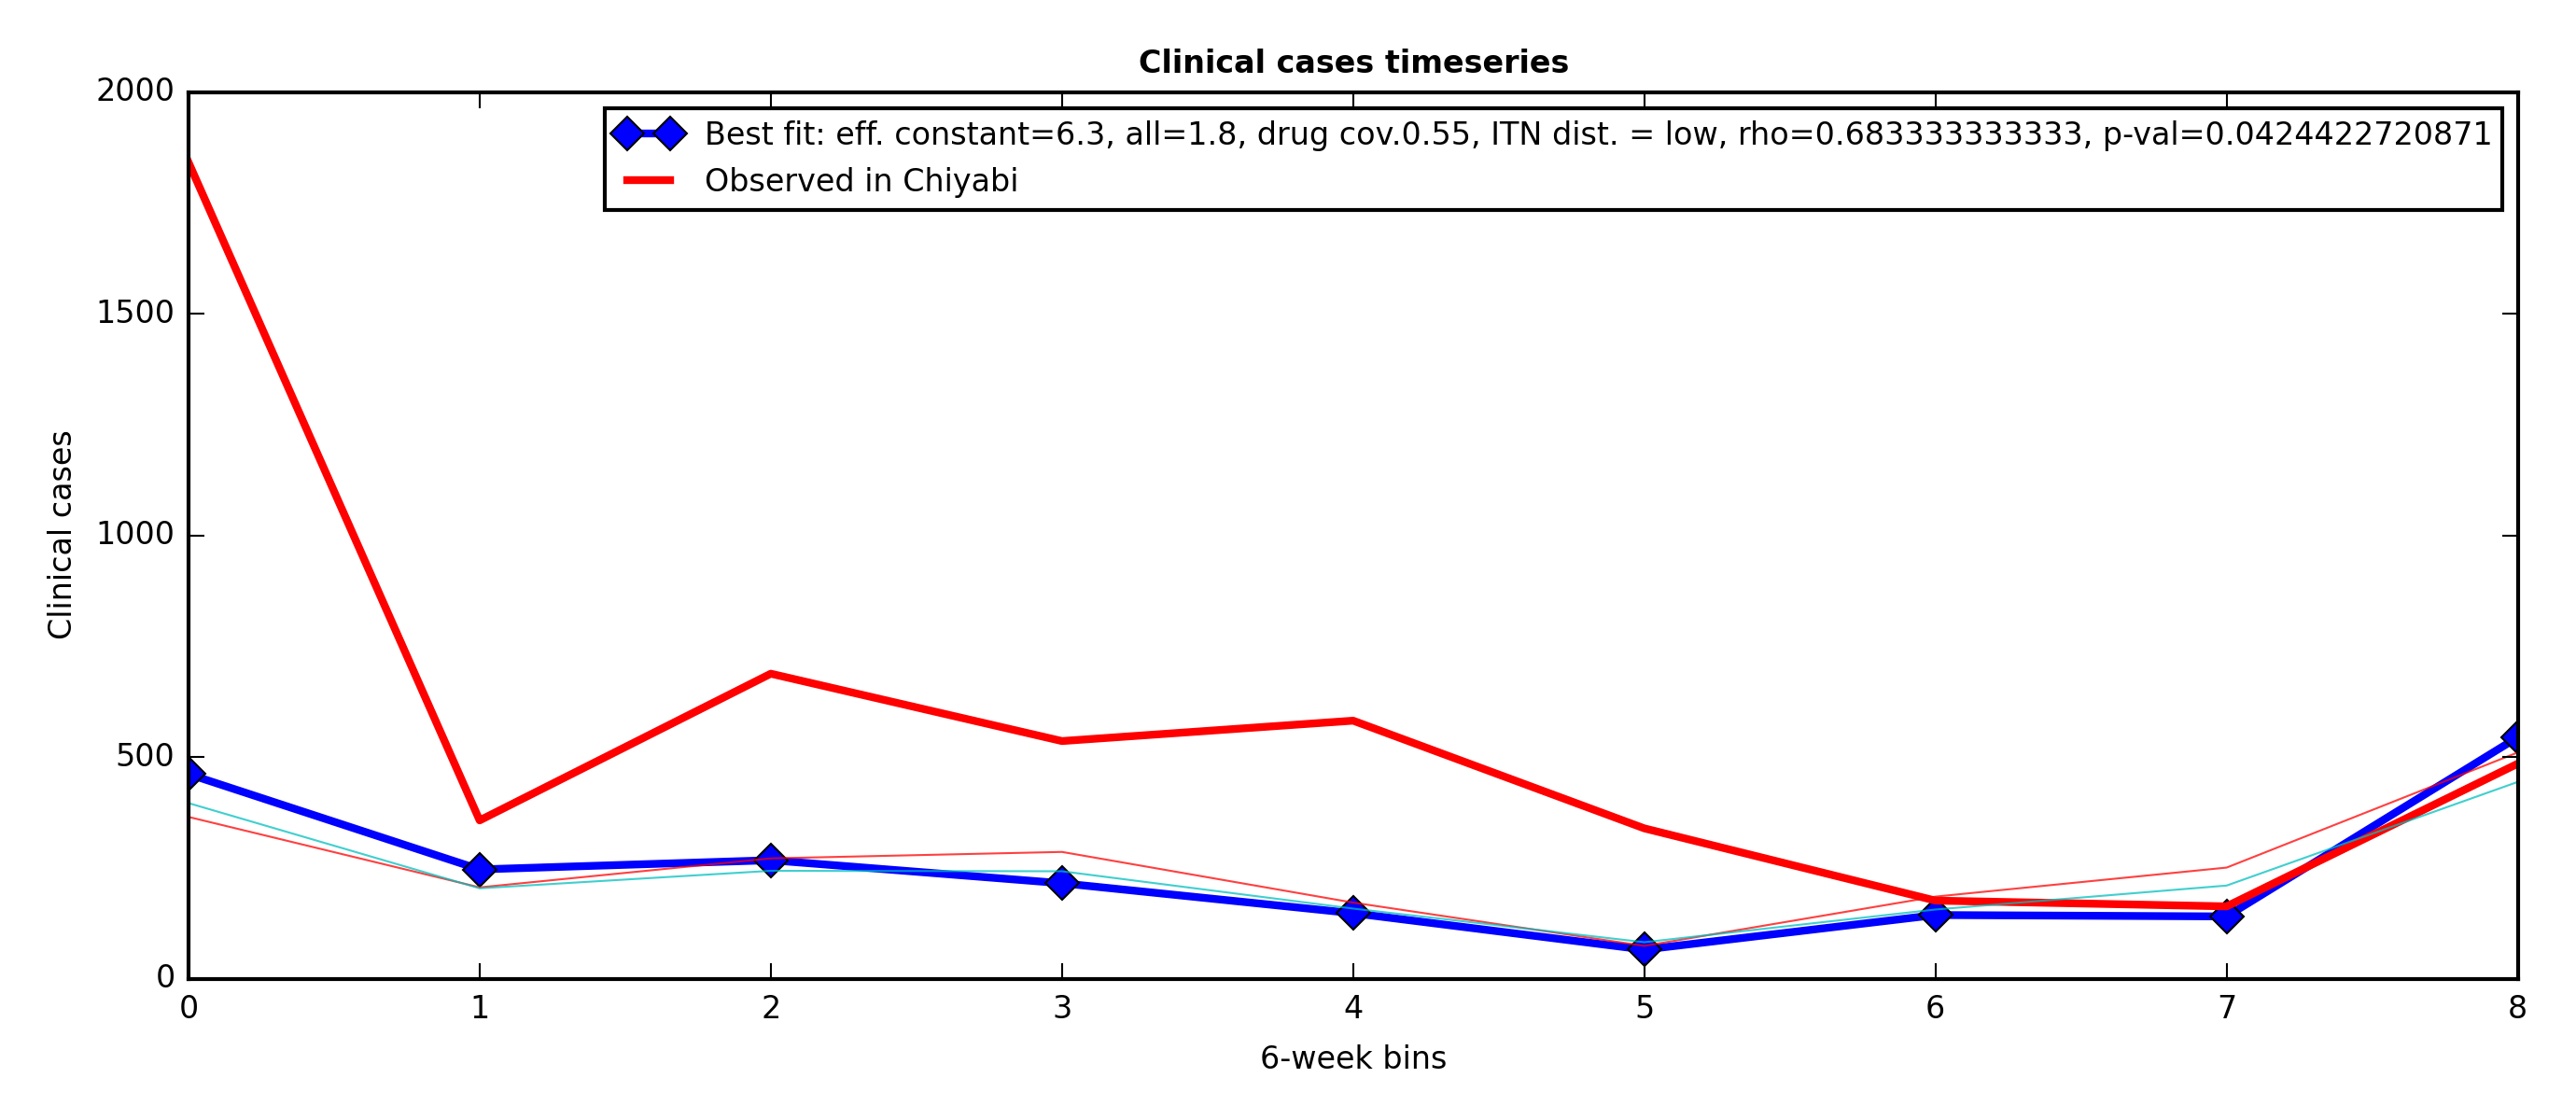 Clinical cases timeseries
2000
1500
1000
500
0
Clinical cases
Best fit: eff. constant=6.3, all=1.8, drug cov.0.55, ITN dist. = low, rho=0.683333333333, p-val=0.0424422720871
Observed in Chiyabi
0 1 2 3 4 5 6 7 8
6-week bins